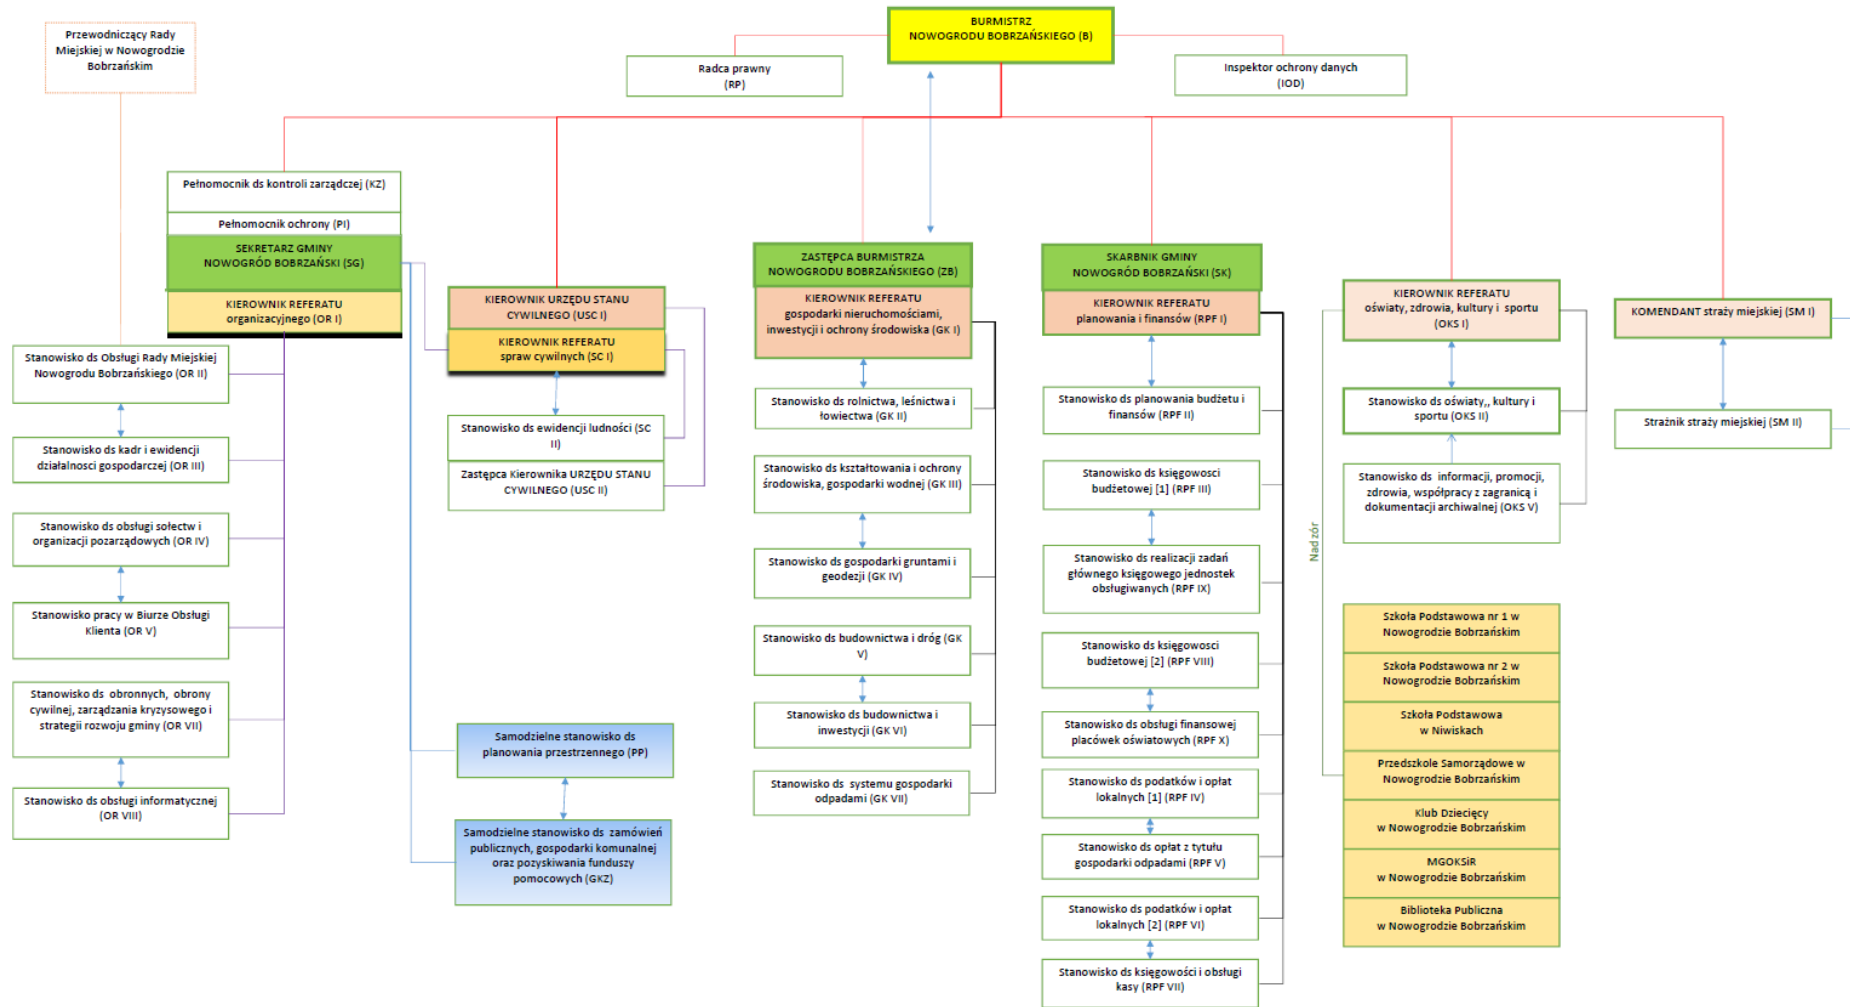 BURMISTRZ
NOWOGRODU BOBRZAŃSKIEGO (B)
Przewodniczący Rady
Miejskiej w Nowogrodzie
Bobrzańskim
Radca prawny
(RP)
Inspektor ochrony danych
(IOD)
Pełnomocnik ds kontroli zarządczej (KZ)
Pełnomocnik ochrony (PI)
SEKRETARZ GMINY
NOWOGRÓD BOBRZAŃSKI (SG)
KIEROWNIK REFERATU
organizacyjnego (OR I)
Stanowisko ds Obsługi Rady Miejskiej
Nowogrodu Bobrzańskiego (OR II)
Stanowisko ds kadr i ewidencji
działalnosci gospodarczej (OR III)
Stanowisko ds obsługi sołectw i
organizacji pozarządowych (OR IV)
Stanowisko pracy w Biurze Obsługi
Klienta (OR V)
Stanowisko ds obronnych, obrony
cywilnej, zarządzania kryzysowego i
strategii rozwoju gminy (OR VII)
Stanowisko ds obsługi informatycznej
(OR VIII)
KIEROWNIK URZĘDU STANU
CYWILNEGO (USC I)
KIEROWNIK REFERATU
spraw cywilnych (SC I)
Stanowisko ds ewidencji ludności (SC
II)
Zastępca Kierownika URZĘDU STANU
CYWILNEGO (USC II)
Samodzielne stanowisko ds
planowania przestrzennego (PP)
Samodzielne stanowisko ds zamówień
publicznych, gospodarki komunalnej
oraz pozyskiwania funduszy
pomocowych (GKZ)
ZASTĘPCA BURMISTRZA
NOWOGRODU BOBRZAŃSKIEGO (ZB)
KIEROWNIK REFERATU
gospodarki nieruchomościami,
inwestycji i ochrony środowiska (GK I)
Stanowisko ds rolnictwa, leśnictwa i
łowiectwa (GK II)
Stanowisko ds kształtowania i ochrony
środowiska, gospodarki wodnej (GK III)
Stanowisko ds gospodarki gruntami i
geodezji (GK IV)
Stanowisko ds budownictwa i dróg (GK
V)
Stanowisko ds budownictwa i
inwestycji (GK VI)
Stanowisko ds systemu gospodarki
odpadami (GK VII)
SKARBNIK GMINY
NOWOGRÓD BOBRZAŃSKI (SK)
KIEROWNIK REFERATU
planowania i finansów (RPF I)
Stanowisko ds planowania budżetu i
finansów (RPF II)
Stanowisko ds księgowosci
budżetowej [1] (RPF III)
Stanowisko ds realizacji zadań
głównego księgowego jednostek
obsługiwanych (RPF IX)
Stanowisko ds księgowosci
budżetowej [2] (RPF VIII)
Stanowisko ds obsługi finansowej
placówek oświatowych (RPF X)
Stanowisko ds podatków i opłat
lokalnych [1] (RPF IV)
Stanowisko ds opłat z tytułu
gospodarki odpadami (RPF V)
Stanowisko ds podatków i opłat
lokalnych [2] (RPF VI)
Stanowisko ds księgowości i obsługi
kasy (RPF VII)
KIEROWNIK REFERATU
oświaty, zdrowia, kultury i sportu
(OKS I)
Stanowisko ds oświaty,, kultury i
sportu (OKS II)
Stanowisko ds informacji, promocji,
zdrowia, współpracy z zagranicą i
dokumentacji archiwalnej (OKS V)
Nadzór
Szkoła Podstawowa nr 1 w
Nowogrodzie Bobrzańskim
Szkoła Podstawowa nr 2 w
Nowogrodzie Bobrzańskim
Szkoła Podstawowa
w Niwiskach
Przedszkole Samorządowe w
Nowogrodzie Bobrzańskim
Klub Dziecięcy
w Nowogrodzie Bobrzańskim
MGOKSiR
w Nowogrodzie Bobrzańskim
Biblioteka Publiczna
w Nowogrodzie Bobrzańskim
KOMENDANT straży miejskiej (SM I)
Strażnik straży miejskiej (SM II)